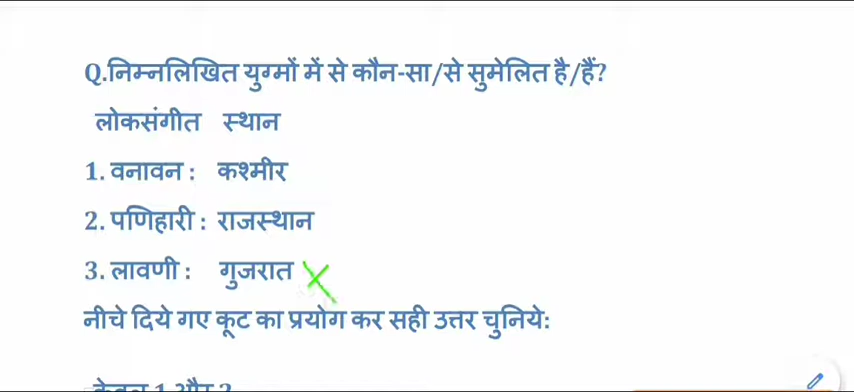 Q.निम्नलिखित युग्मों में से कौन-सा/से सुमेलित है/हैं?
लोकसंगीत स्थान
1. वनावन : कश्मीर
2. पणिहारी : राजस्थान
3. लावणी : गुजरात
नीचे दिये गए कूट का प्रयोग कर सही उत्तर चुनिये: